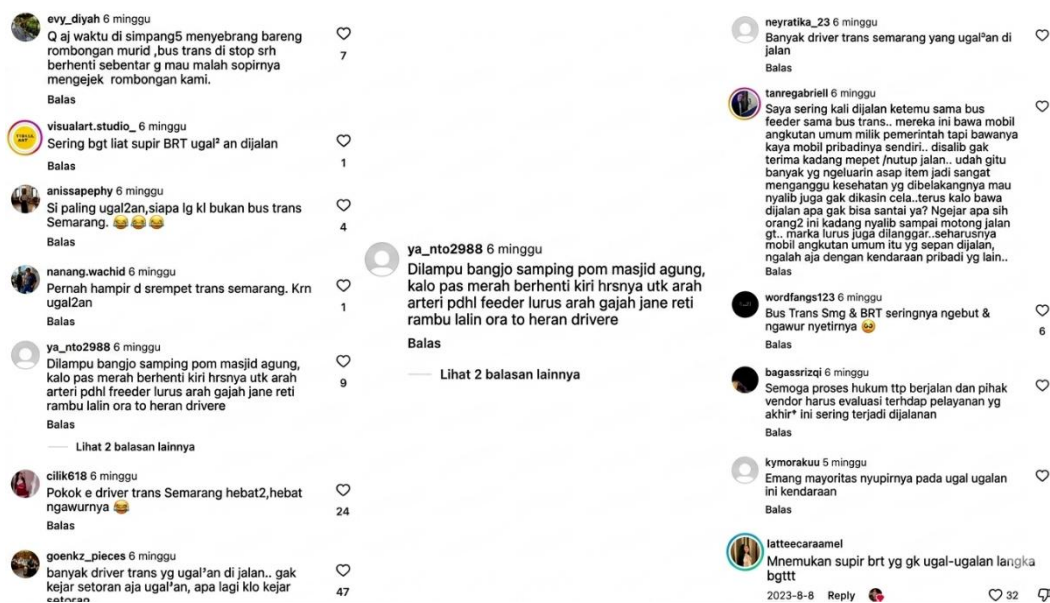 evy_diyah 6 minggu
Q aj waktu di simpang5 menyebrang bareng
rombongan murid ,bus trans di stop srh
berhenti sebentar g mau malah sopirnya
mengejek rombongan kami.
7
Balas
visualart.studio_ 6 minggu
Sering bgt liat supir BRT ugal² an dijalan
1
Balas
anissapephy 6 minggu
Si paling ugal2an,siapa lg kl bukan bus trans
Semarang. 😂😂😂
4
Balas
nanang.wachid 6 minggu
Pernah hampir d srempet trans semarang. Krn
ugal2an
1
Balas
ya_nto2988 6 minggu
Dilampu bangjo samping pom masjid agung,
kalo pas merah berhenti kiri hrsnya utk arah
arteri pdhl freeder lurus arah gajah jane reti
rambu lalin ora to heran drivere
9
Balas
Lihat 2 balasan lainnya
cilik618 6 minggu
Pokok e driver trans Semarang hebat2,hebat
ngawurnya 😂
24
Balas
goenkz_pieces 6 minggu
banyak driver trans yg ugal²an di jalan.. gak
kejar setoran aja ugal²an, apa lagi klo kejar
setoran
47
ya_nto2988 6 minggu
Dilampu bangjo samping pom masjid agung,
kalo pas merah berhenti kiri hrsnya utk arah
arteri pdhl feeder lurus arah gajah jane reti
rambu lalin ora to heran drivere
Balas
Lihat 2 balasan lainnya
neyratika_23 6 minggu
Banyak driver trans semarang yang ugal²an di
jalan
Balas
tanregabriell 6 minggu
Saya sering kali dijalan ketemu sama bus
feeder sama bus trans.. mereka ini bawa mobil
angkutan umum milik pemerintah tapi bawanya
kaya mobil pribadinya sendiri.. disalib gak
terima kadang mepet /nutup jalan.. udah gitu
banyak yg ngeluarin asap item jadi sangat
menganggu kesehatan yg dibelakangnya mau
nyalib juga gak dikasin cela..terus kalo bawa
dijalan apa gak bisa santai ya? Ngejar apa sih
orang2 ini kadang nyalib sampai motong jalan
gt.. marka lurus juga dilanggar..seharusnya
mobil angkutan umum itu yg sepan dijalan,
ngalah aja dengan kendaraan pribadi yg lain..
Balas
wordfangs123 6 minggu
Bus Trans Smg & BRT seringnya ngebut &
ngawur nyetirnya 🥹
6
Balas
bagassrizqi 6 minggu
Semoga proses hukum ttp berjalan dan pihak
vendor harus evaluasi terhdap pelayanan yg
akhir² ini sering terjadi dijalanan
Balas
kymorakuu 5 minggu
Emang mayoritas nyupirnya pada ugal ugalan
ini kendaraan
Balas
latteecaraamel
Mnemukan supir brt yg gk ugal-ugalan langka
bgttt
2023-8-8 Reply 32